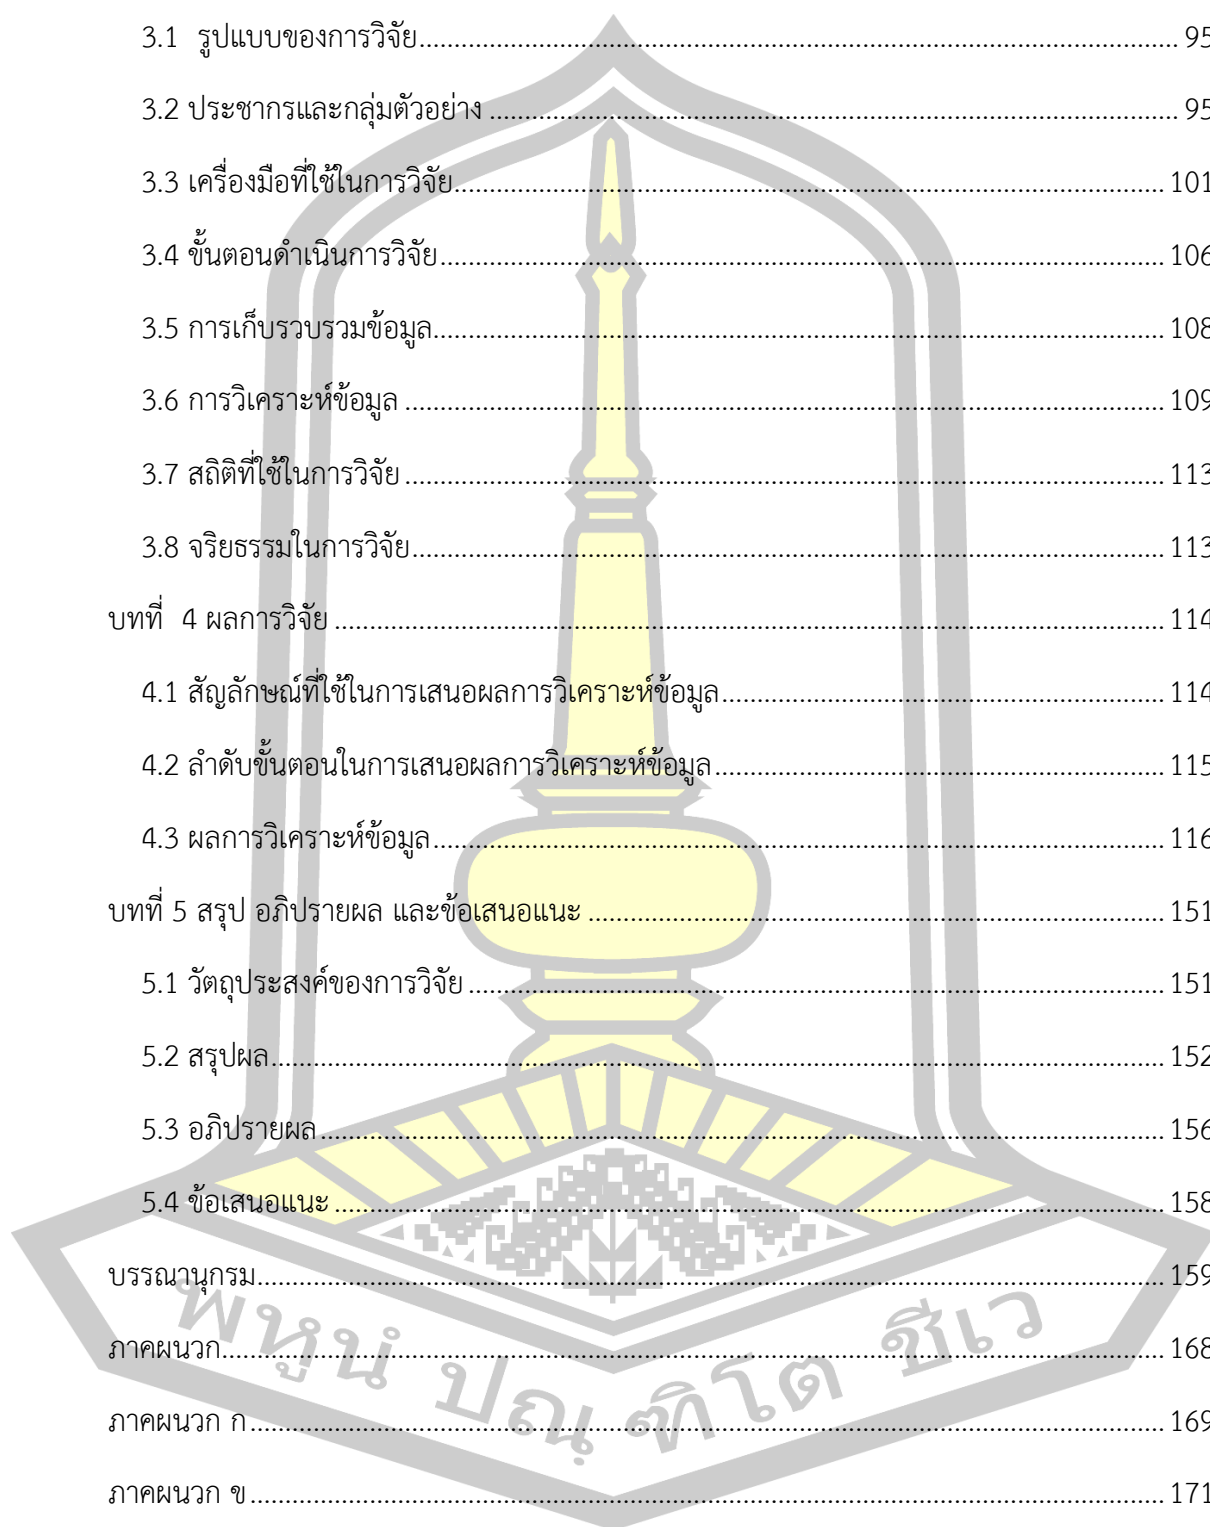 3.1  รูปแบบของการวิจัย.......... 95
3.2 ประชากรและกลุ่มตัวอย่าง .......... 95
3.3 เครื่องมือที่ใช้ในการวิจัย.......... 101
3.4 ขั้นตอนดำเนินการวิจัย.......... 106
3.5 การเก็บรวบรวมข้อมูล.......... 108
3.6 การวิเคราะห์ข้อมูล .......... 109
3.7 สถิติที่ใช้ในการวิจัย .......... 113
3.8 จริยธรรมในการวิจัย.......... 113
บทที่  4 ผลการวิจัย .......... 114
4.1 สัญลักษณ์ที่ใช้ในการเสนอผลการวิเคราะห์ข้อมูล.......... 114
4.2 ลำดับขั้นตอนในการเสนอผลการวิเคราะห์ข้อมูล.......... 115
4.3 ผลการวิเคราะห์ข้อมูล.......... 116
บทที่ 5 สรุป อภิปรายผล และข้อเสนอแนะ .......... 151
5.1 วัตถุประสงค์ของการวิจัย .......... 151
5.2 สรุปผล.......... 152
5.3 อภิปรายผล.......... 156
5.4 ข้อเสนอแนะ .......... 158
บรรณานุกรม.......... 159
ภาคผนวก.......... 168
ภาคผนวก ก .......... 169
ภาคผนวก ข .......... 171
พหูนํ ปณฺฑิโต ชีเว